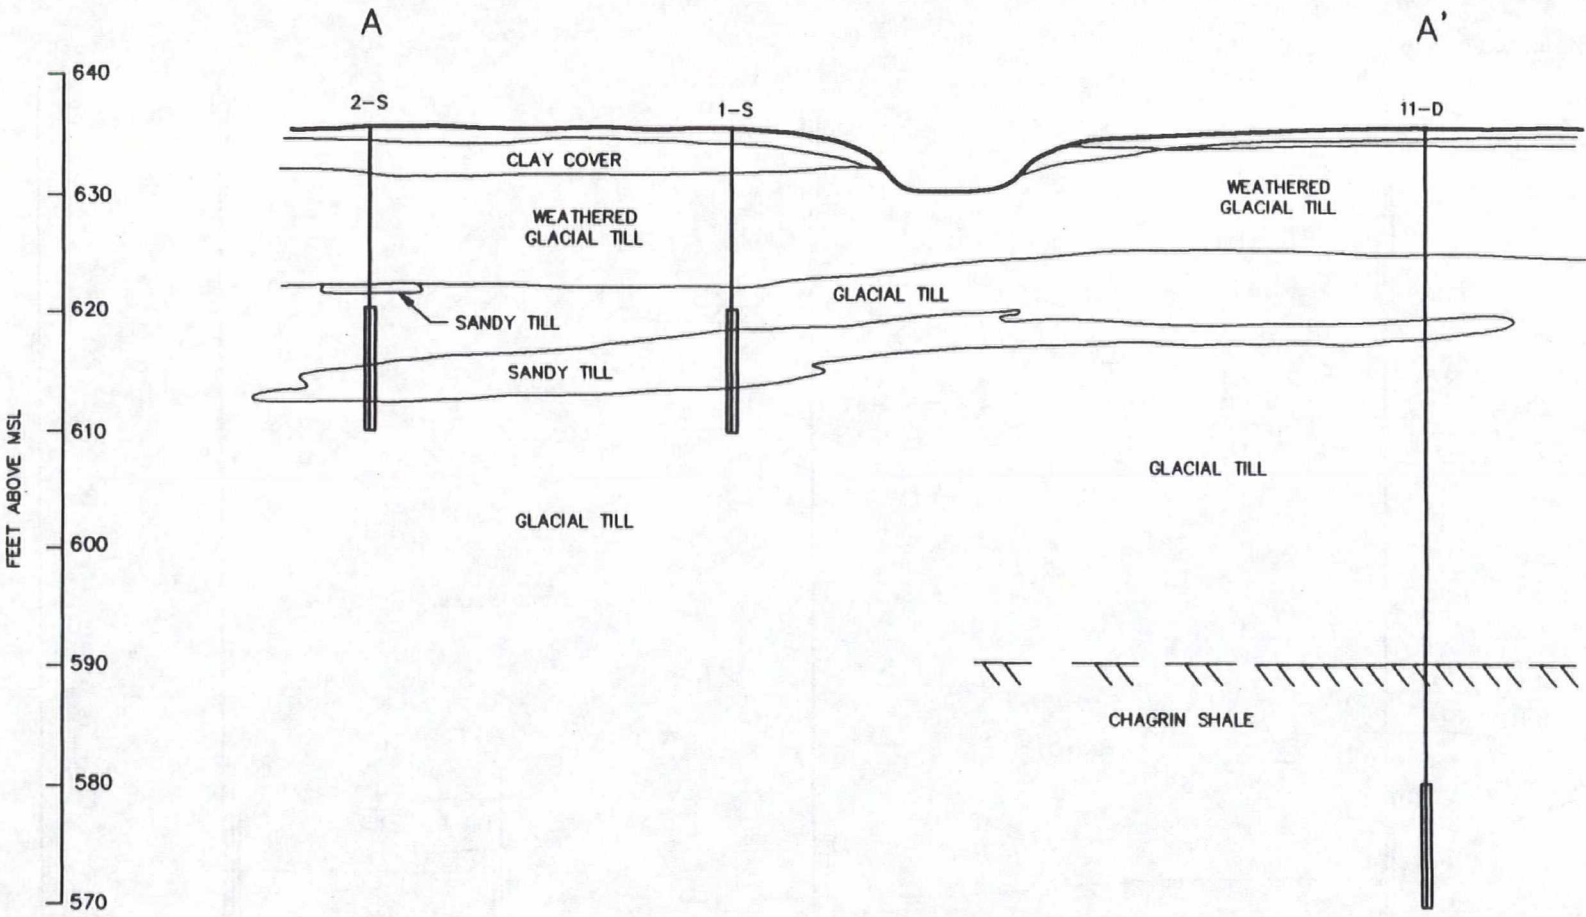 A
A'
640
2-S
1-S
11-D
CLAY COVER
630
WEATHERED
GLACIAL TILL
WEATHERED
GLACIAL TILL
GLACIAL TILL
620
SANDY TILL
SANDY TILL
610
FEET ABOVE MSL
GLACIAL TILL
GLACIAL TILL
600
590
CHAGRIN SHALE
580
570